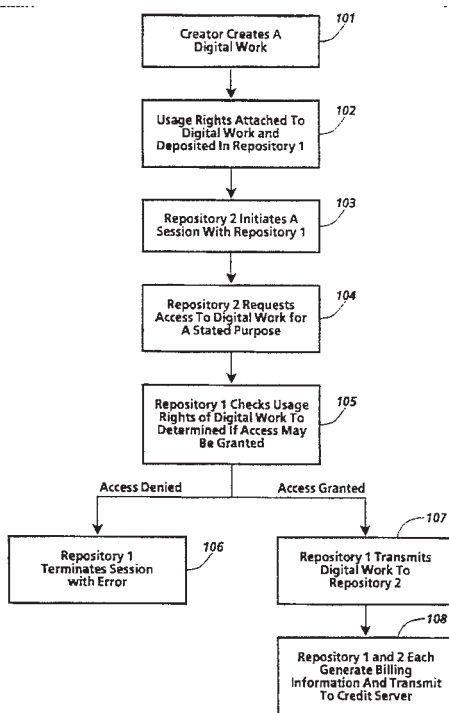 101
Creator Creates A
Digital Work
102
Usage Rights Attached To
Digital Work and
Deposited In Repository 1
103
Repository 2 Initiates A
Session With Repository 1
104
Repository 2 Requests
Access To Digital Work for
A Stated Purpose
105
Repository 1 Checks Usage
Rights of Digital Work To
Determined If Access May
Be Granted
Access Denied
Access Granted
106
Repository 1
Terminates Session
with Error
107
Repository 1 Transmits
Digital Work To
Repository 2
108
Repository 1 and 2 Each
Generate Billing
Information And Transmit
To Credit Server